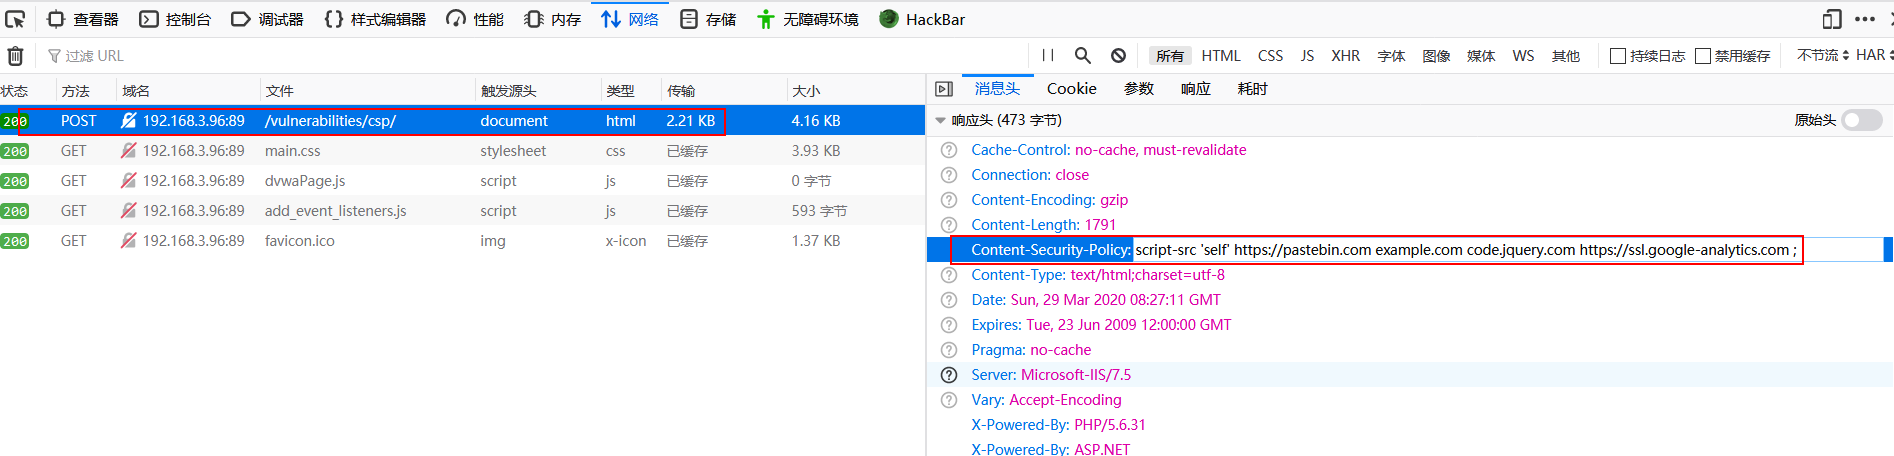 查看器 控制台 调试器 样式编辑器 性能 内存 网络 存储 无障碍环境 HackBar
过滤 URL 所有 HTML CSS JS XHR 字体 图像 媒体 WS 其他 持续日志 禁用缓存 不节流 HAR
状态 方法 域名 文件 触发源头 类型 传输 大小
200 POST 192.168.3.96:89 /vulnerabilities/csp/ document html 2.21 KB 4.16 KB
200 GET 192.168.3.96:89 main.css stylesheet css 已缓存 3.93 KB
200 GET 192.168.3.96:89 dvwaPage.js script js 已缓存 0 字节
200 GET 192.168.3.96:89 add_event_listeners.js script js 已缓存 593 字节
200 GET 192.168.3.96:89 favicon.ico img x-icon 已缓存 1.37 KB
消息头 Cookie 参数 响应 耗时
响应头 (473 字节) 原始头
Cache-Control: no-cache, must-revalidate
Connection: close
Content-Encoding: gzip
Content-Length: 1791
Content-Security-Policy: script-src 'self' https://pastebin.com example.com code.jquery.com https://ssl.google-analytics.com ;
Content-Type: text/html;charset=utf-8
Date: Sun, 29 Mar 2020 08:27:11 GMT
Expires: Tue, 23 Jun 2009 12:00:00 GMT
Pragma: no-cache
Server: Microsoft-IIS/7.5
Vary: Accept-Encoding
X-Powered-By: PHP/5.6.31
X-Powered-By: ASP.NET